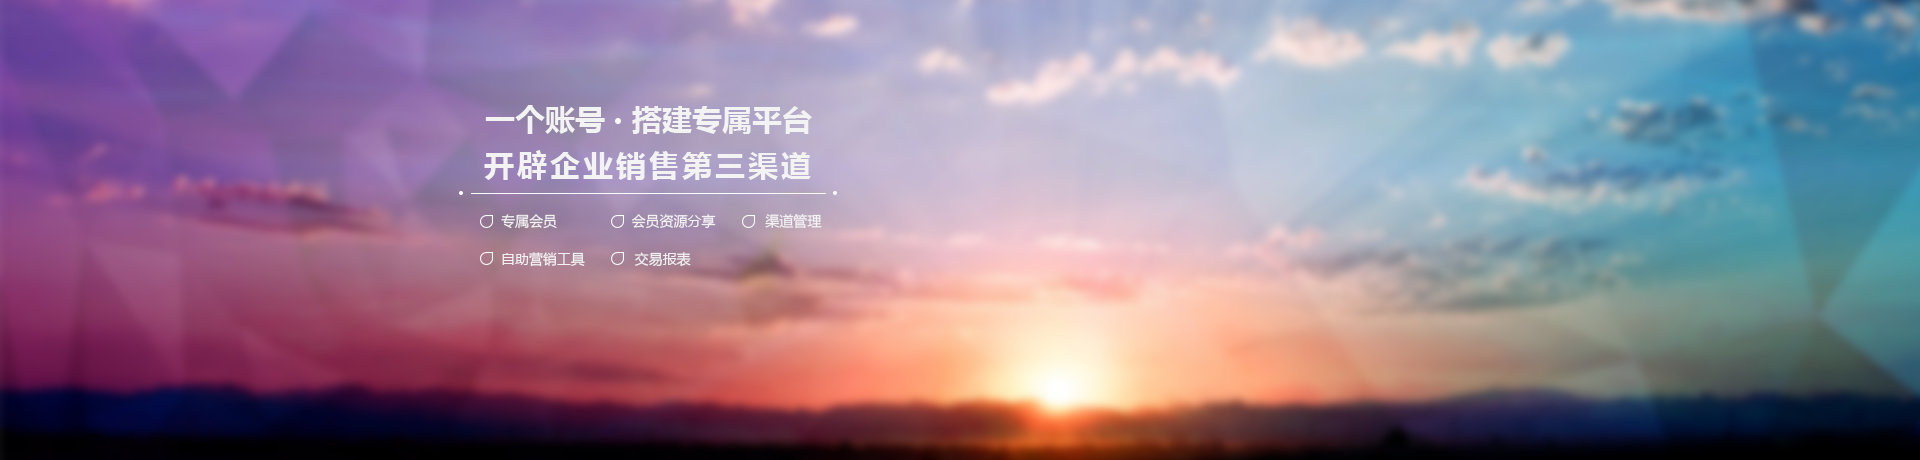 一个账号·搭建专属平台
开辟企业销售第三渠道
专属会员 会员资源分享 渠道管理
自助营销工具 交易报表